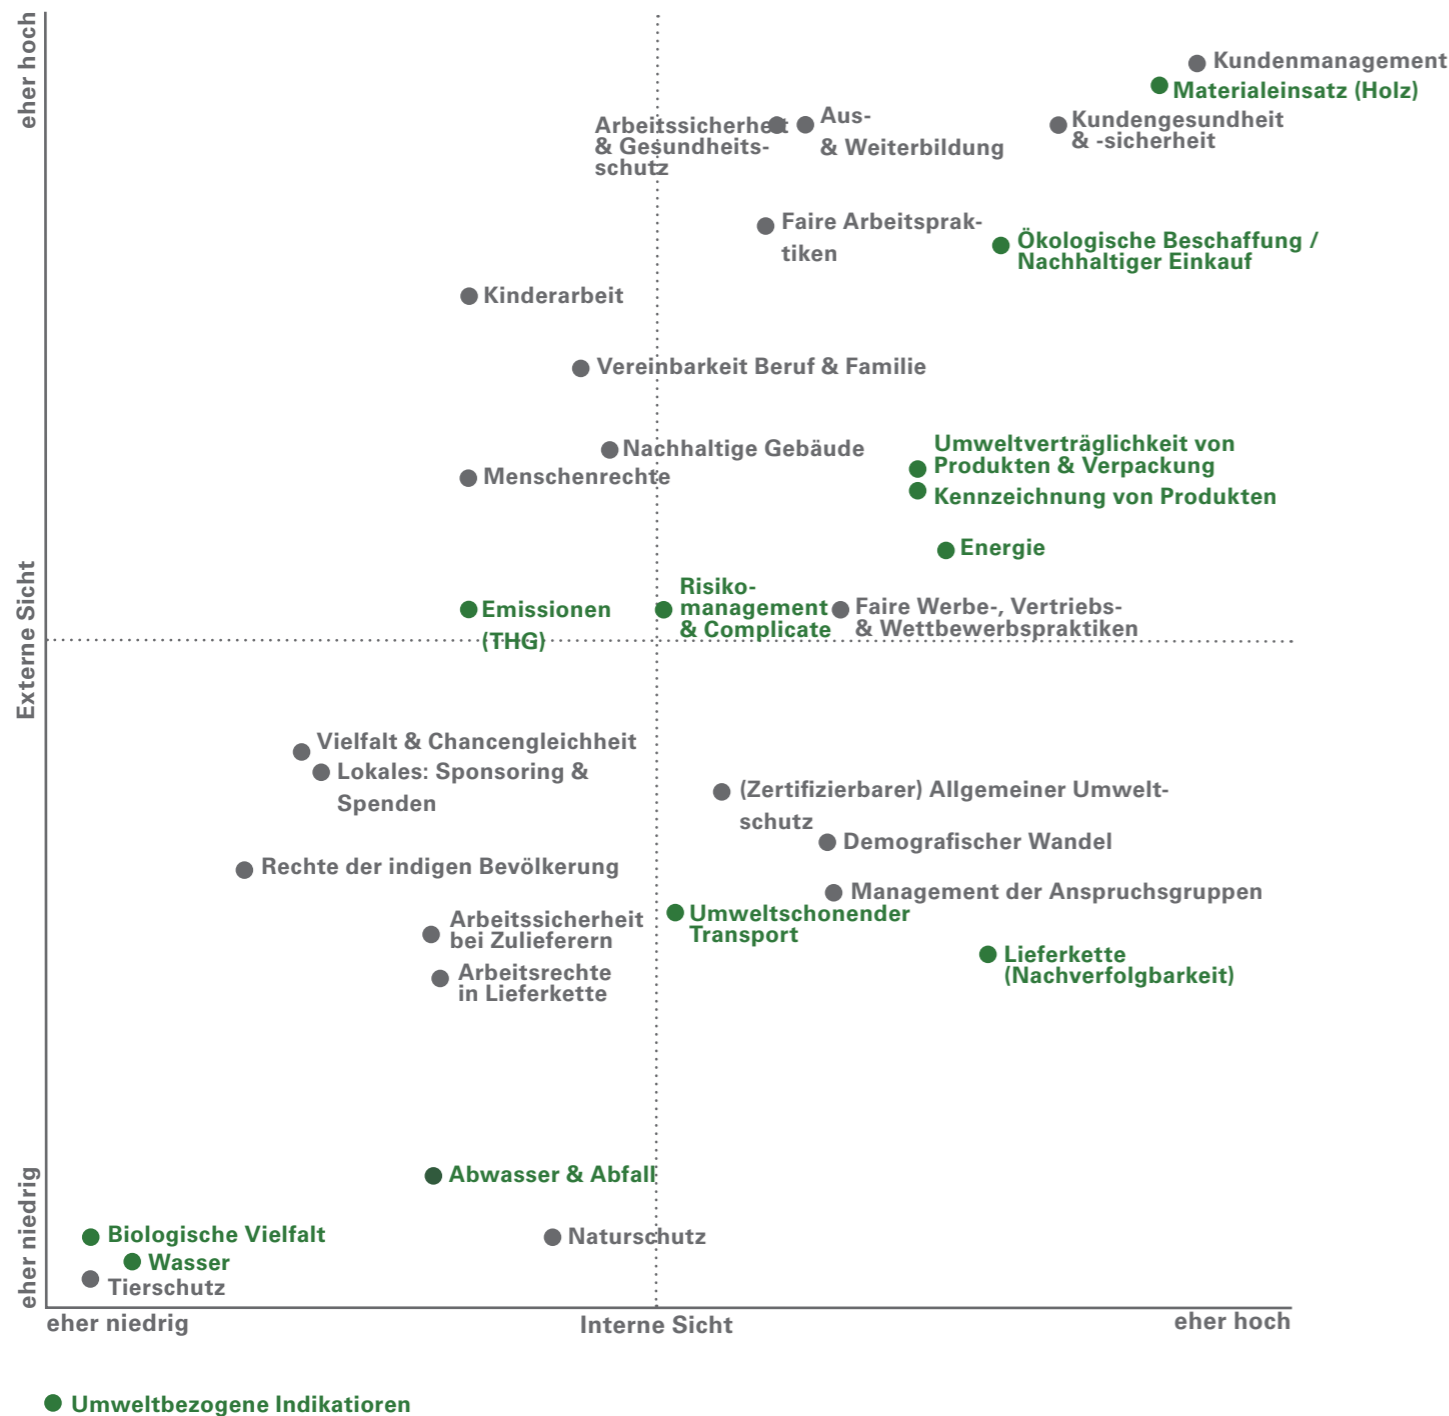 eher hoch
Kundenmanagement
Materialeinsatz (Holz)
Arbeitssicherheit
& Gesundheits-
schutz
Aus-
& Weiterbildung
Kundengesundheit
& -sicherheit
Faire Arbeitsprak-
tiken
Ökologische Beschaffung /
Nachhaltiger Einkauf
Kinderarbeit
Vereinbarkeit Beruf & Familie
Nachhaltige Gebäude
Menschenrechte
Umweltverträglichkeit von
Produkten & Verpackung
Kennzeichnung von Produkten
Energie
Emissionen
(THG)
Risiko-
management
& Complicate
Faire Werbe-, Vertriebs-
& Wettbewerbspraktiken
Externe Sicht
Vielfalt & Chancengleichheit
Lokales: Sponsoring &
Spenden
(Zertifizierbarer) Allgemeiner Umwelt-
schutz
Demografischer Wandel
Rechte der indigen Bevölkerung
Management der Anspruchsgruppen
Arbeitssicherheit
bei Zulieferern
Umweltschonender
Transport
Arbeitsrechte
in Lieferkette
Lieferkette
(Nachverfolgbarkeit)
Abwasser & Abfall
Biologische Vielfalt
Naturschutz
Wasser
Tierschutz
eher niedrig
eher niedrig
Interne Sicht
eher hoch
Umweltbezogene Indikatioren